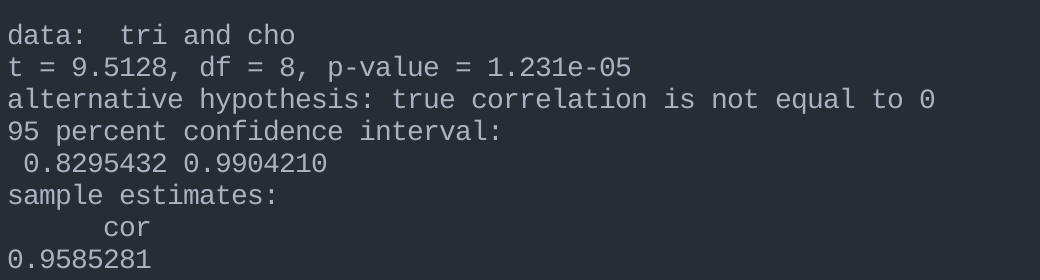 data:  tri and cho
t = 9.5128, df = 8, p-value = 1.231e-05
alternative hypothesis: true correlation is not equal to 0
95 percent confidence interval:
 0.8295432 0.9904210
sample estimates:
      cor
0.9585281